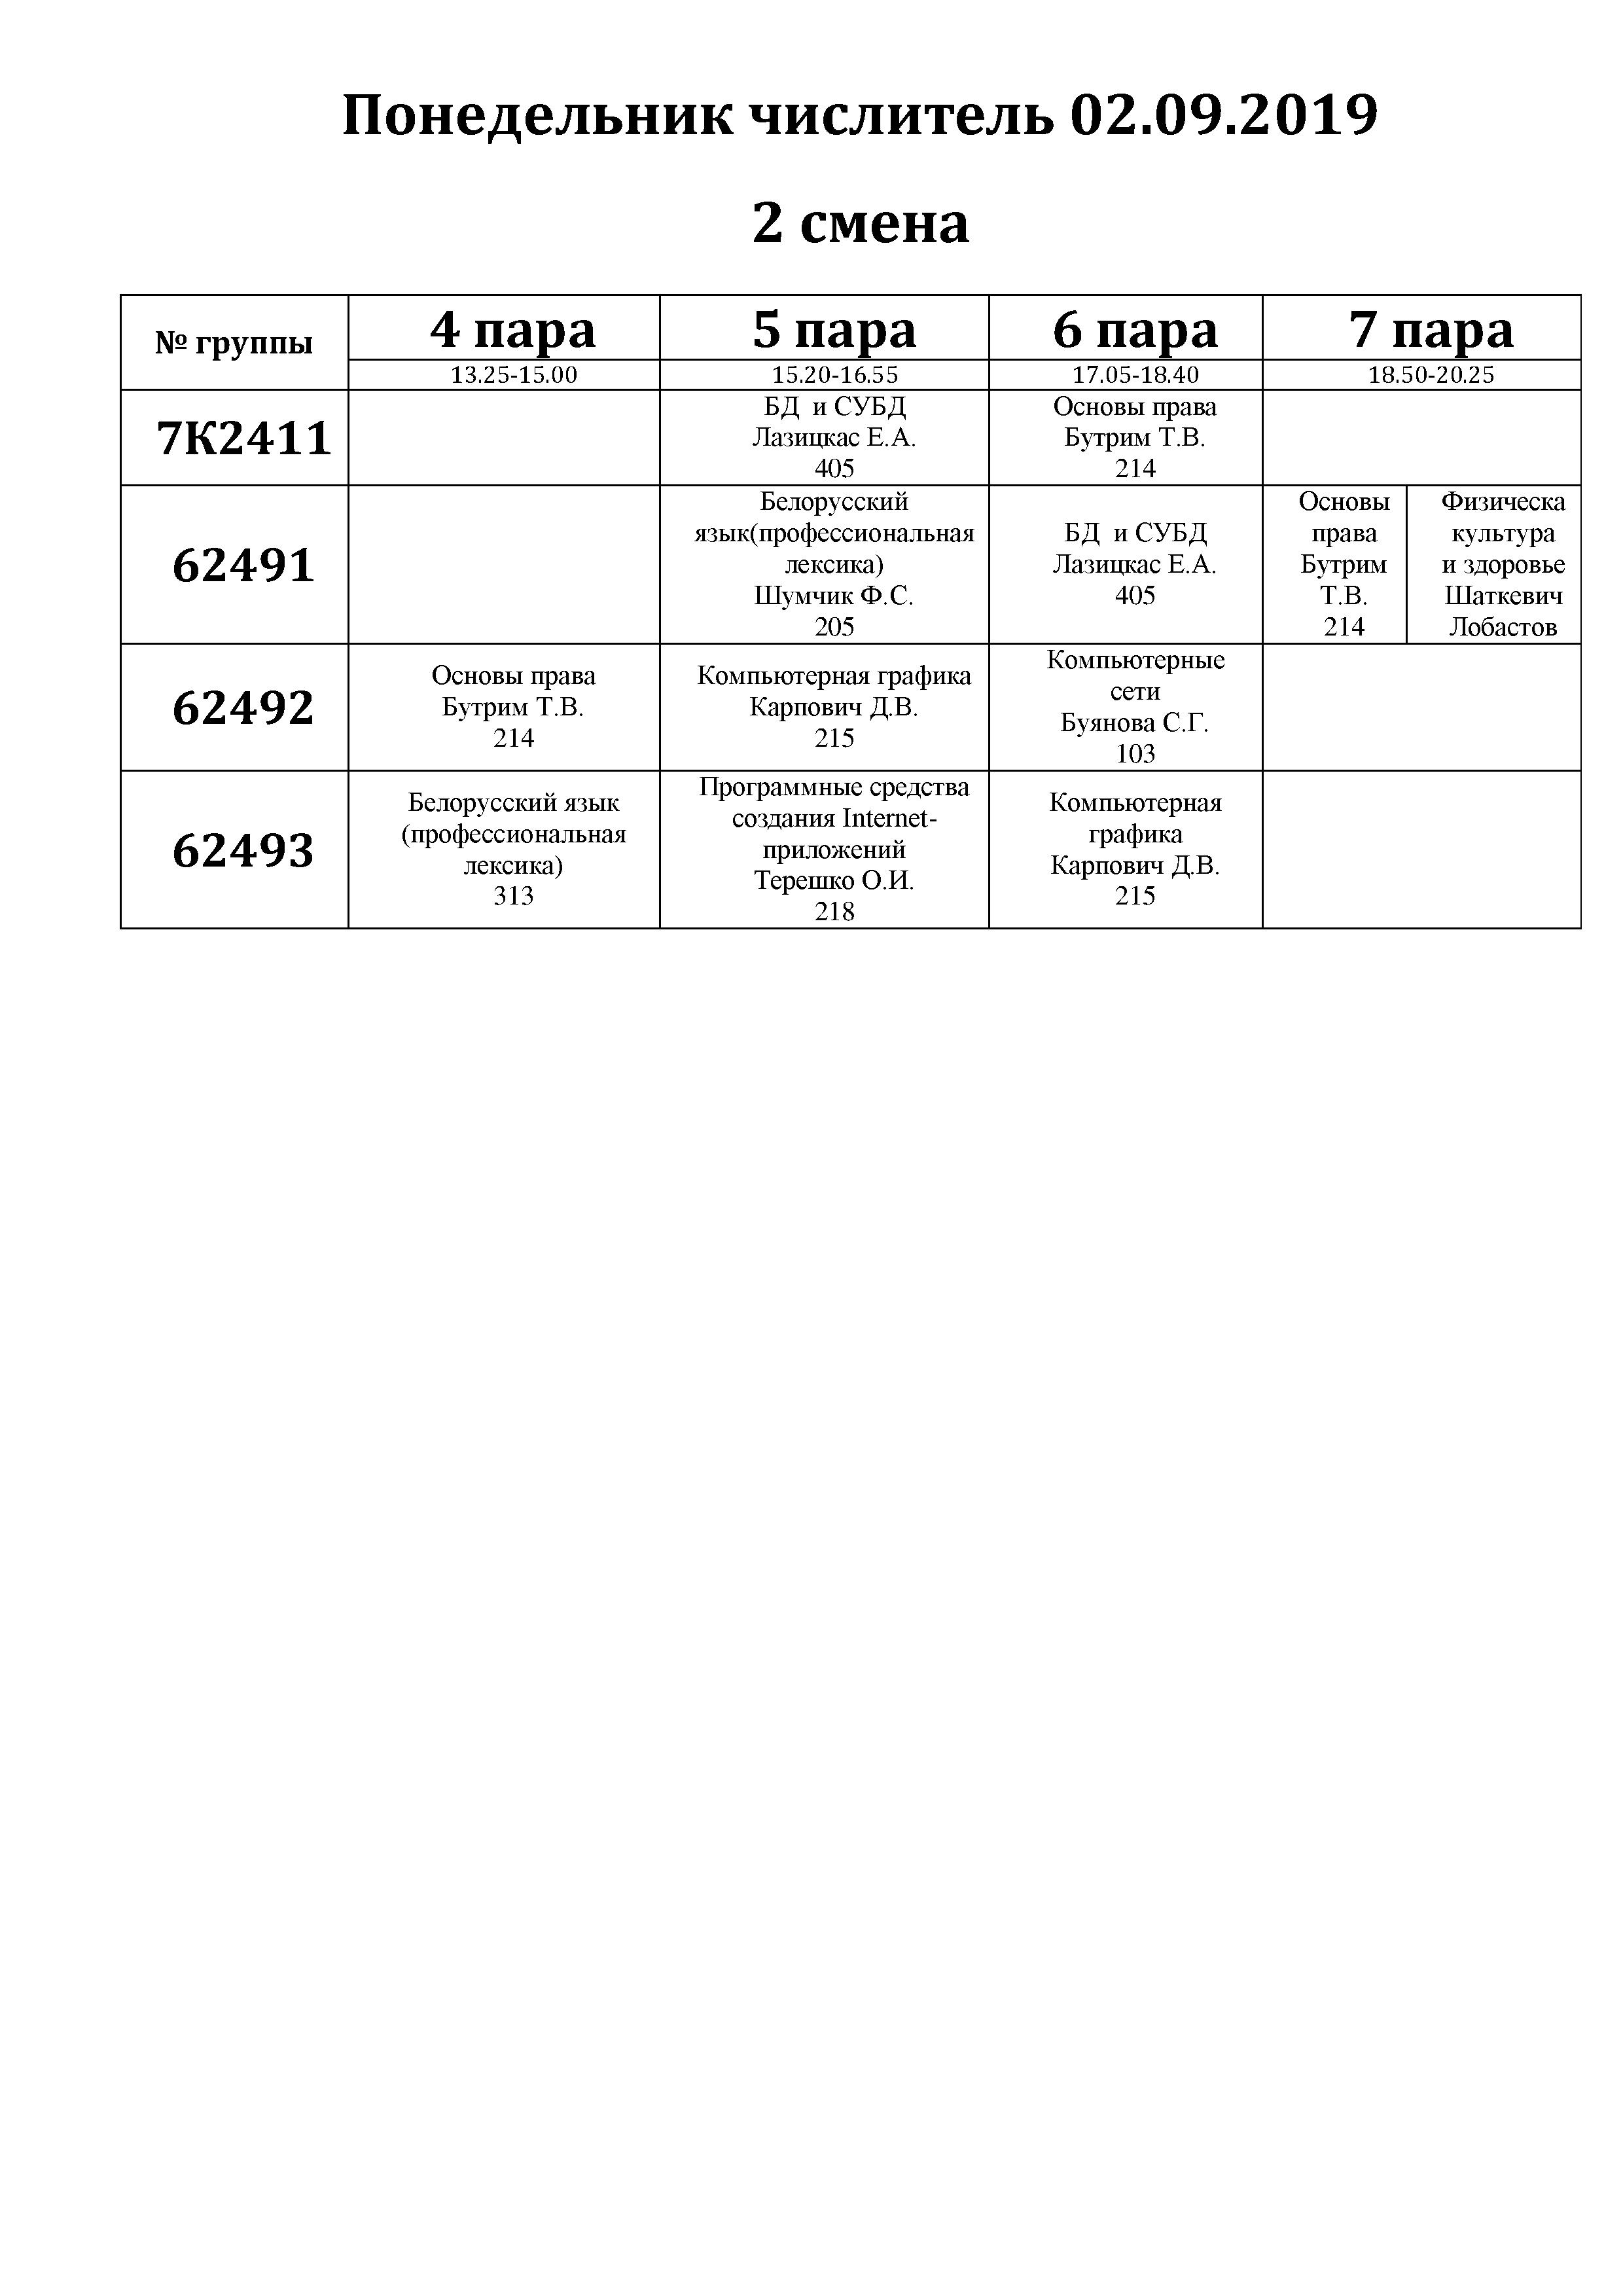 Понедельник числитель 02.09.2019
2 смена
№ группы
4 пара
5 пара
6 пара
7 пара
13.25-15.00
15.20-16.55
17.05-18.40
18.50-20.25
7К2411
БД  и СУБД
Лазицкас Е.А.
405
Основы права
Бутрим Т.В.
214
62491
Белорусский
язык(профессиональная
лексика)
Шумчик Ф.С.
205
БД  и СУБД
Лазицкас Е.А.
405
Основы
права
Бутрим
Т.В.
214
Физическа
культура
и здоровье
Шаткевич
Лобастов
62492
Основы права
Бутрим Т.В.
214
Компьютерная графика
Карпович Д.В.
215
Компьютерные
сети
Буянова С.Г.
103
62493
Белорусский язык
(профессиональная
лексика)
313
Программные средства
создания Internet-
приложений
Терешко О.И.
218
Компьютерная
графика
Карпович Д.В.
215